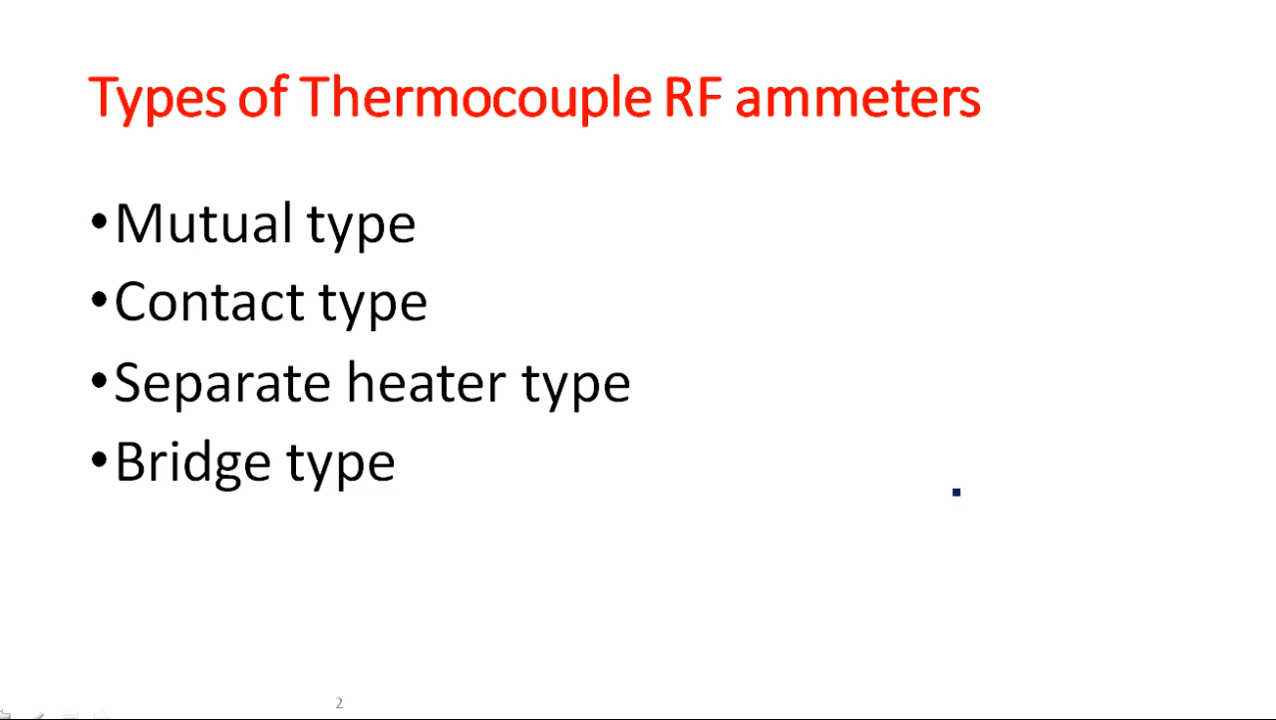 Types of Thermocouple RF ammeters
•Mutual type
•Contact type
•Separate heater type
•Bridge type
2